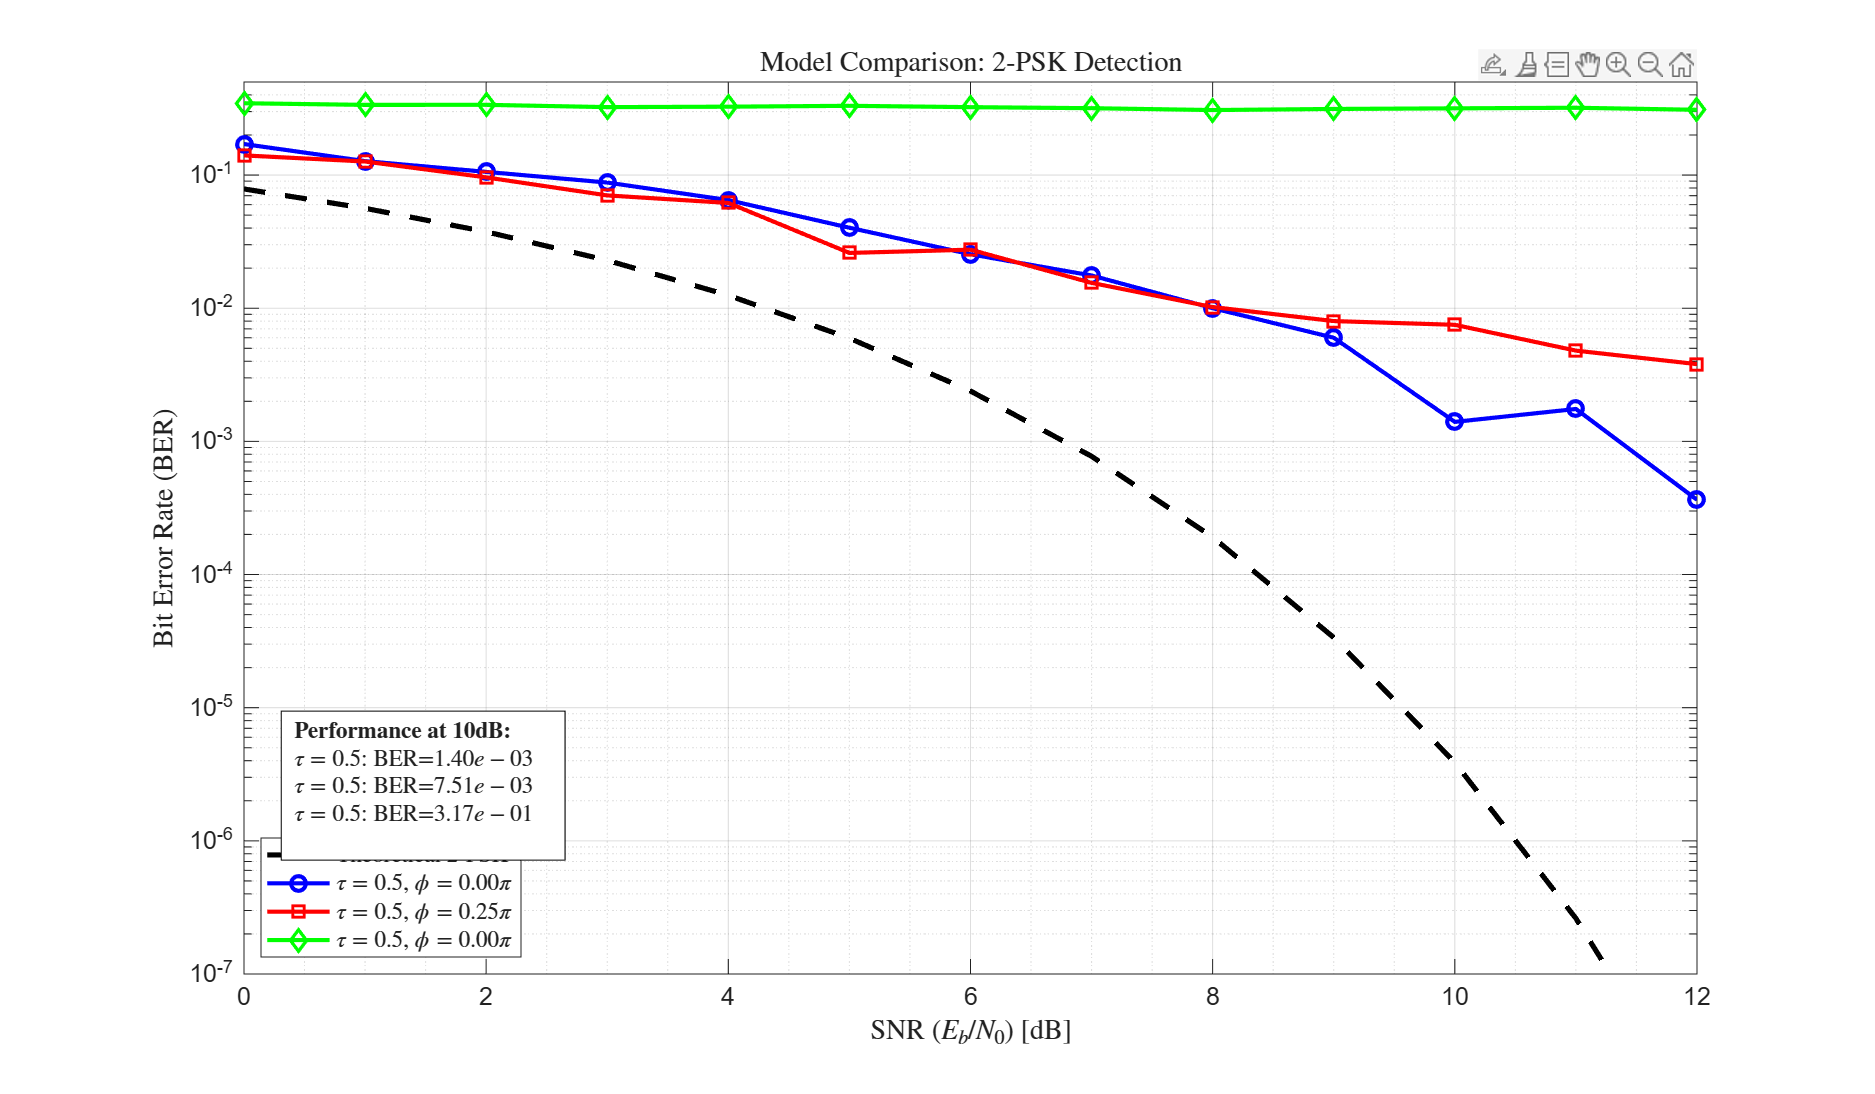 Model Comparison: 2-PSK Detection
Bit Error Rate (BER)
10^-1
10^-2
10^-3
10^-4
10^-5
10^-6
10^-7
Performance at 10dB:
τ = 0.5: BER=1.40e − 03
τ = 0.5: BER=7.51e − 03
τ = 0.5: BER=3.17e − 01
τ = 0.5, ϕ = 0.00π
τ = 0.5, ϕ = 0.25π
τ = 0.5, ϕ = 0.00π
0 2 4 6 8 10 12
SNR (E_b/N_0) [dB]